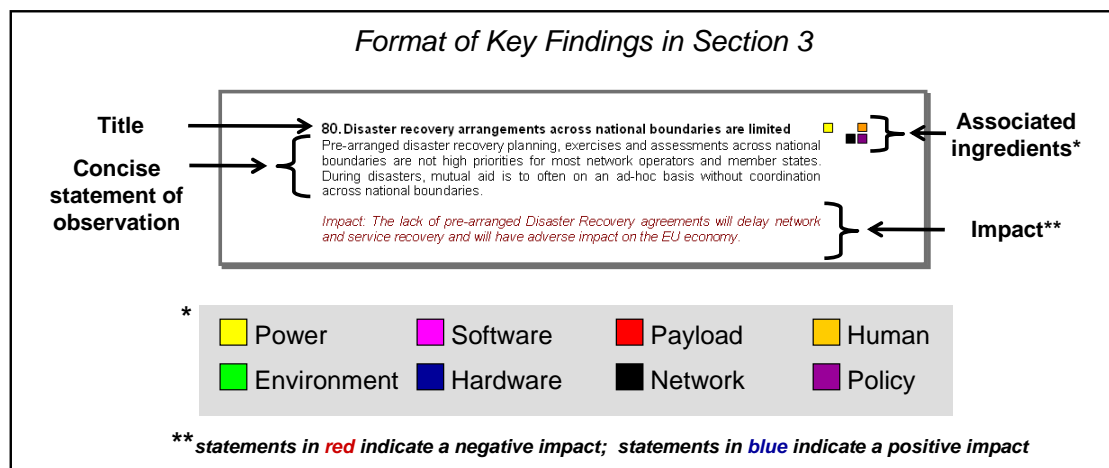 Format of Key Findings in Section 3
Title
Concise
statement of
observation
80. Disaster recovery arrangements across national boundaries are limited
Pre-arranged disaster recovery planning, exercises and assessments across national
boundaries are not high priorities for most network operators and member states.
During disasters, mutual aid is to often on an ad-hoc basis without coordination
across national boundaries.
Impact: The lack of pre-arranged Disaster Recovery agreements will delay network
and service recovery and will have adverse impact on the EU economy.
Associated
ingredients*
Impact**
*
Power Software Payload Human
Environment Hardware Network Policy
**statements in red indicate a negative impact; statements in blue indicate a positive impact